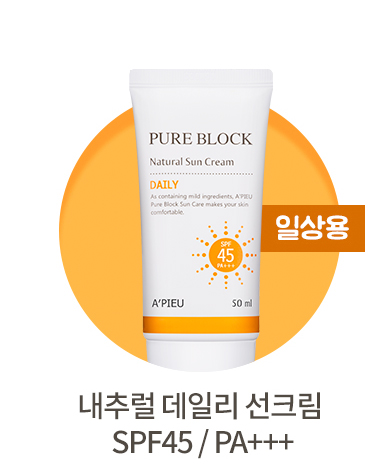 PURE BLOCK
Natural Sun Cream
DAILY
As containing mild ingredients, A'PIEU
Pure Block Sun Care makes your skin
comfortable.
일상용
SPF
45
PA+++
A'PIEU
50 ml
내추럴 데일리 선크림
SPF45 / PA+++